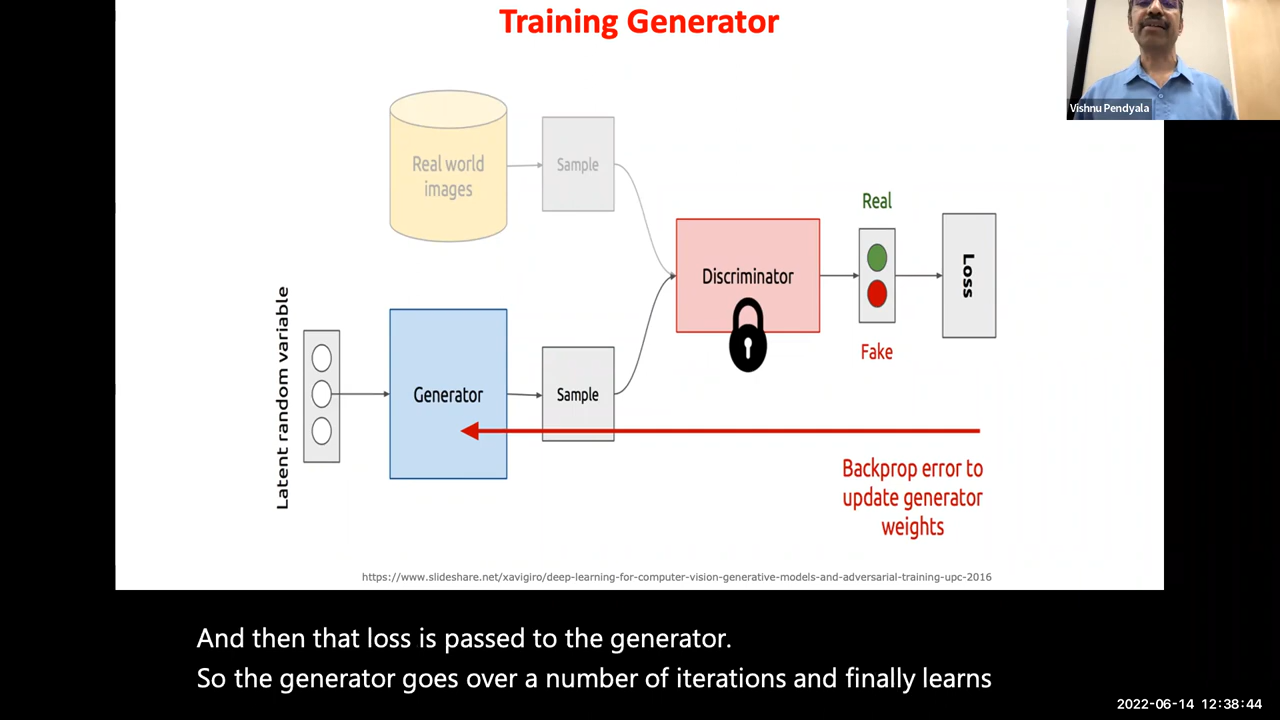 Training Generator
Vishnu Pendyala
Real world
images
Sample
Real
Discriminator
Loss
Fake
Latent random variable
Generator
Sample
Backprop error to
update generator
weights
https://www.slideshare.net/xavigiro/deep-learning-for-computer-vision-generative-models-and-adversarial-training-upc-2016
And then that loss is passed to the generator.
So the generator goes over a number of iterations and finally learns
2022-06-14 12:38:44